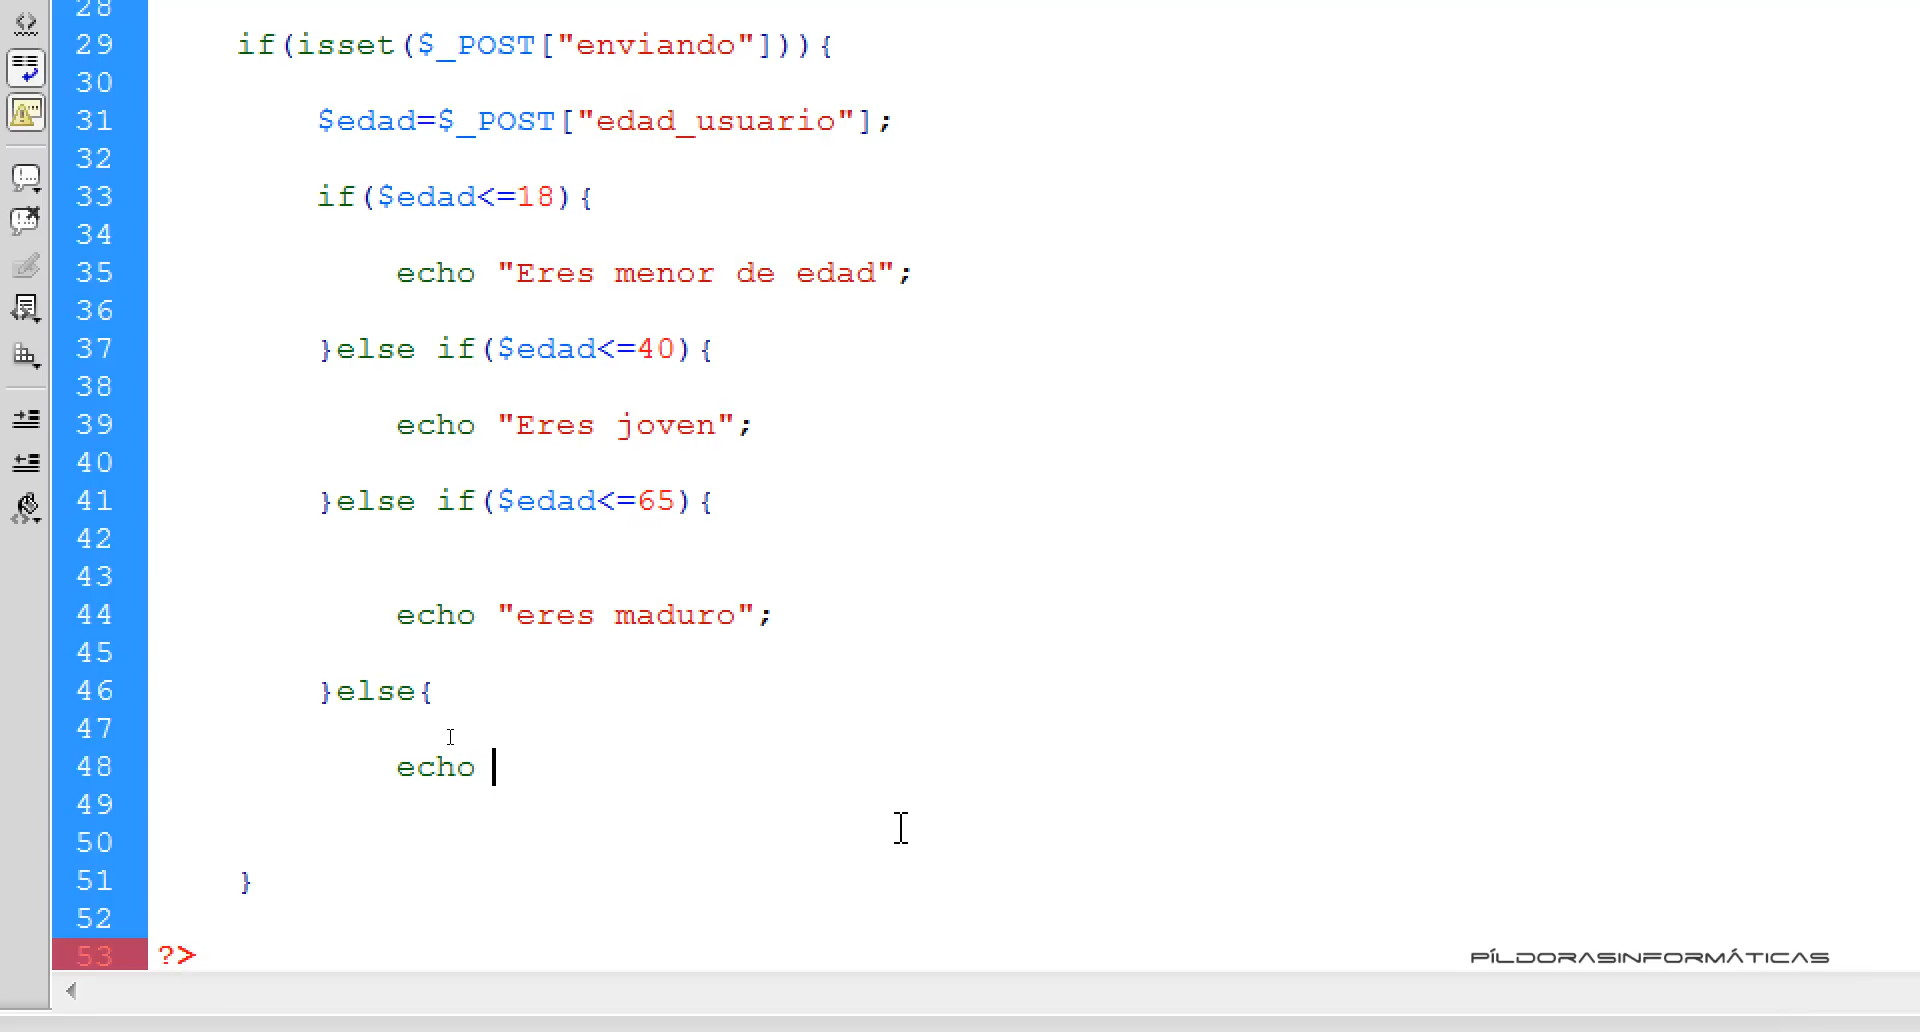 28
29 if(isset($_POST["enviando"])){
30
31 $edad=$_POST["edad_usuario"];
32
33 if($edad<=18){
34
35 echo "Eres menor de edad";
36
37 }else if($edad<=40){
38
39 echo "Eres joven";
40
41 }else if($edad<=65){
42
43
44 echo "eres maduro";
45
46 }else{
47
48 echo
49
50
51 }
52
53 ?>
PÍLDORASINFORMÁTICAS